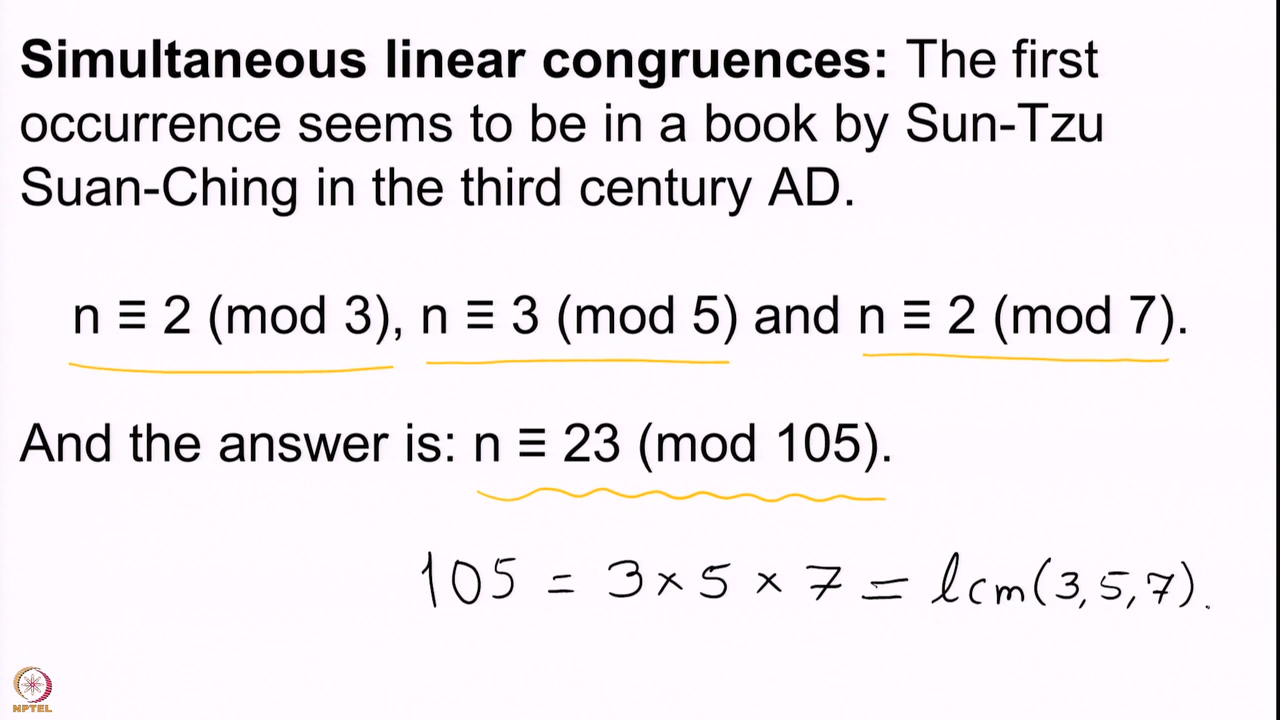 Simultaneous linear congruences: The first
occurrence seems to be in a book by Sun-Tzu
Suan-Ching in the third century AD.
n ≡ 2 (mod 3), n ≡ 3 (mod 5) and n ≡ 2 (mod 7).
And the answer is: n ≡ 23 (mod 105).
105 = 3 × 5 × 7 = lcm(3,5,7).
NPTEL